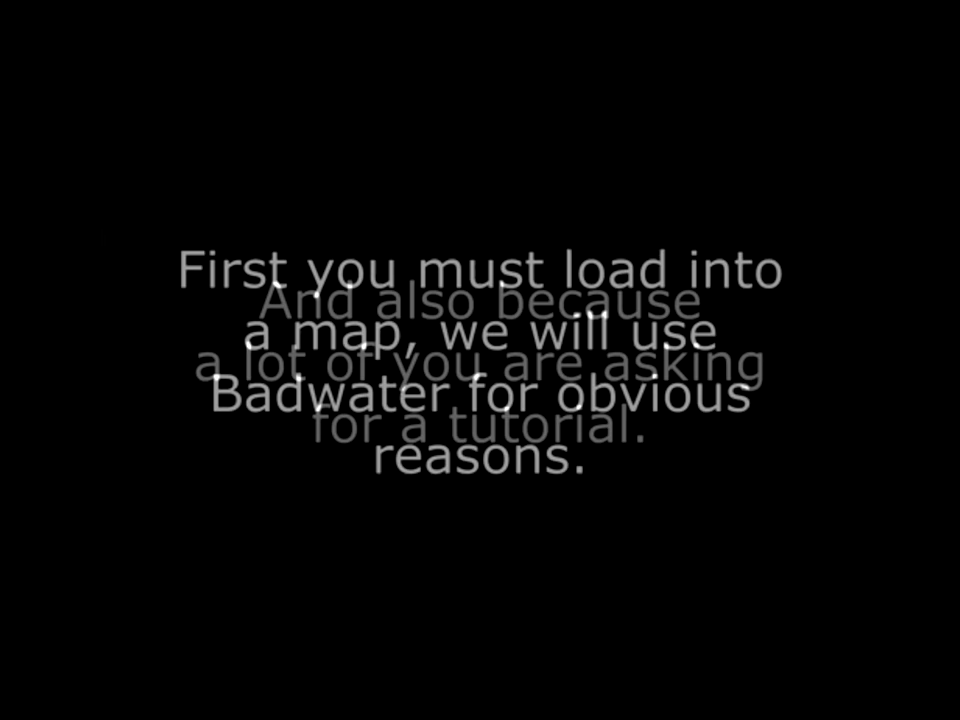 First you must load into
a map, we will use
Badwater for obvious
reasons.
And also because
a lot of you are asking
for a tutorial.